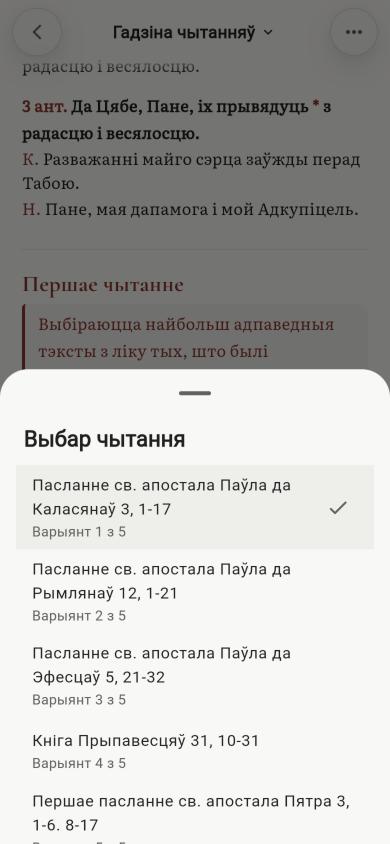 Гадзіна чытанняў
радасцю і весялосцю.
3 ант. Да Цябе, Пане, іх прывядуць * з
радасцю і весялосцю.
К. Разважанні майго сэрца заўжды перад
Табою.
Н. Пане, мая дапамога і мой Адкупіцель.
Першае чытанне
Выбіраюцца найбольш адпаведныя
тэксты з ліку тых, што былі
Выбар чытання
Пасланне св. апостала Паўла да
Каласянаў 3, 1-17
Варыянт 1 з 5
Пасланне св. апостала Паўла да
Рымлянаў 12, 1-21
Варыянт 2 з 5
Пасланне св. апостала Паўла да
Эфесцаў 5, 21-32
Варыянт 3 з 5
Кніга Прыпавесцяў 31, 10-31
Варыянт 4 з 5
Першае пасланне св. апостала Пятра 3,
1-6. 8-17